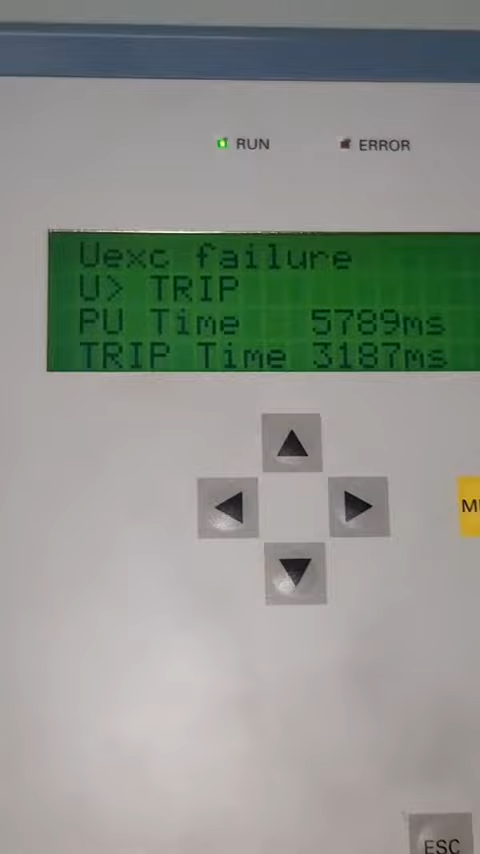 RUN ERROR
Uexc failure
U> TRIP
PU Time 5789ms
TRIP Time 3187ms
ESC